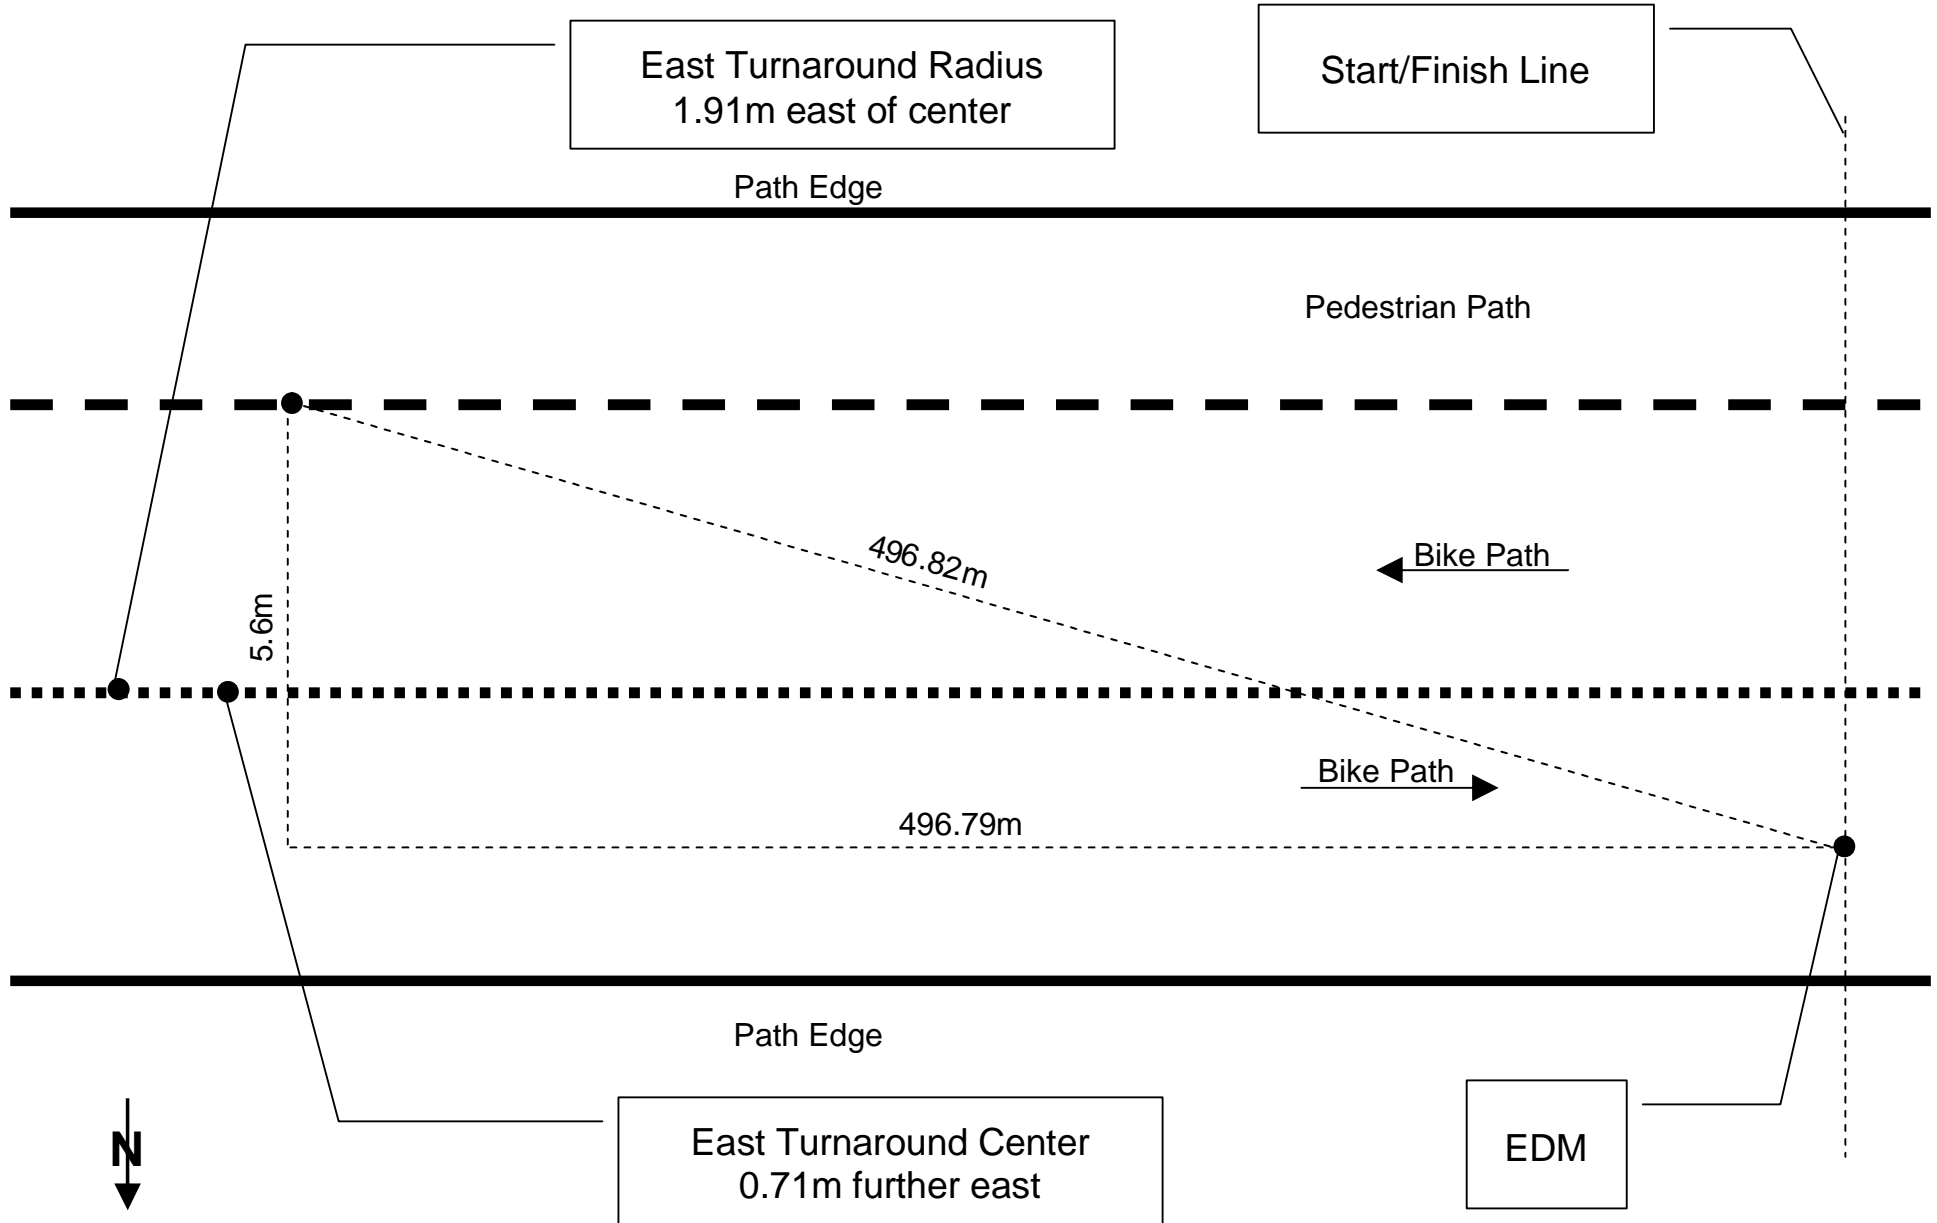 East Turnaround Radius
1.91m east of center
Start/Finish Line
Path Edge
Pedestrian Path
496.82m
Bike Path
5.6m
Bike Path
496.79m
Path Edge
N
East Turnaround Center
0.71m further east
EDM